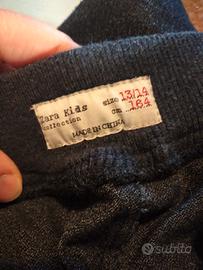 Zara Kids
collection
size 13/14
cm 164
MADE IN CHINA
subito